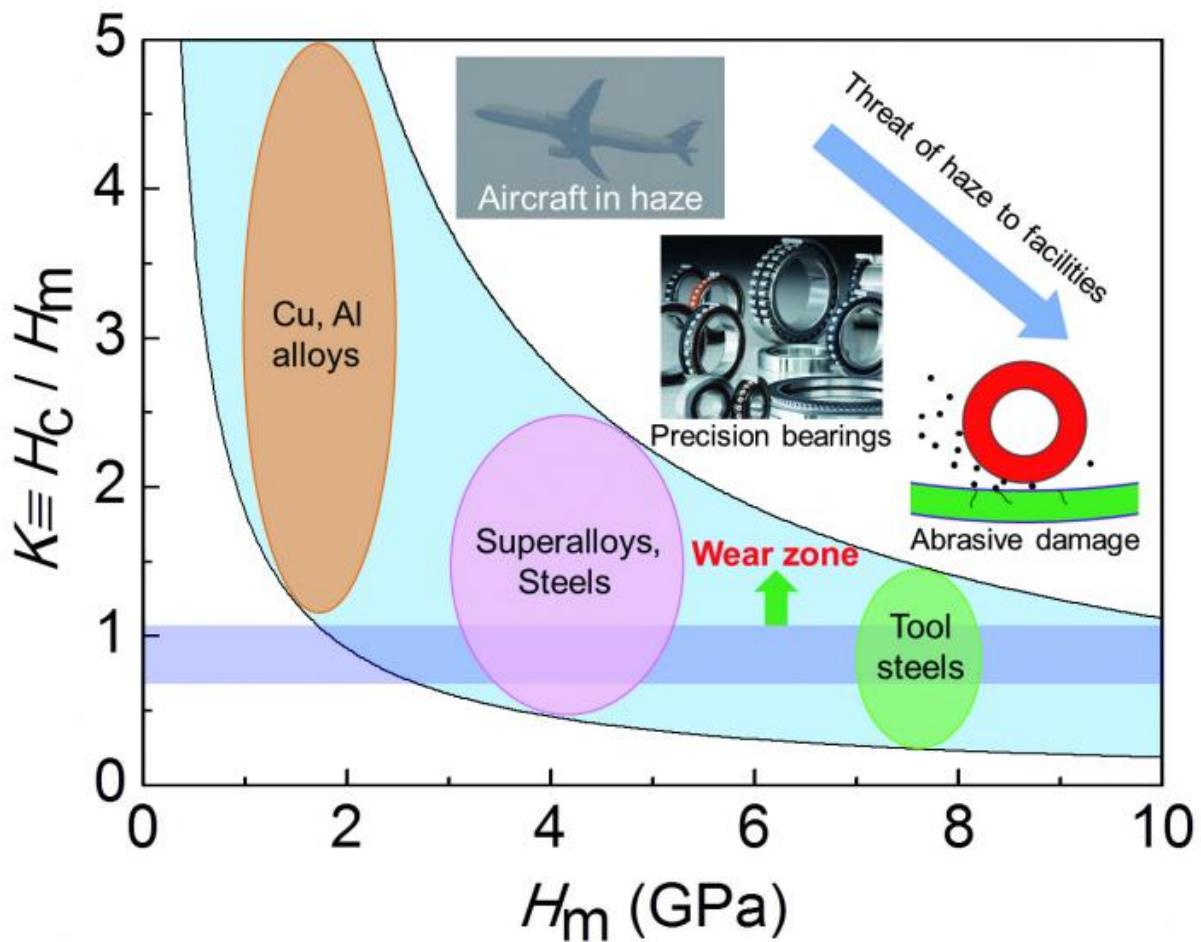 5
4
3
2
1
0
K≡ Hc / Hm
0
2
4
6
8
10
Hm (GPa)
Cu, Al
alloys
Superalloys,
Steels
Wear zone
Tool
steels
Aircraft in haze
Precision bearings
Threat of haze to facilities
Abrasive damage